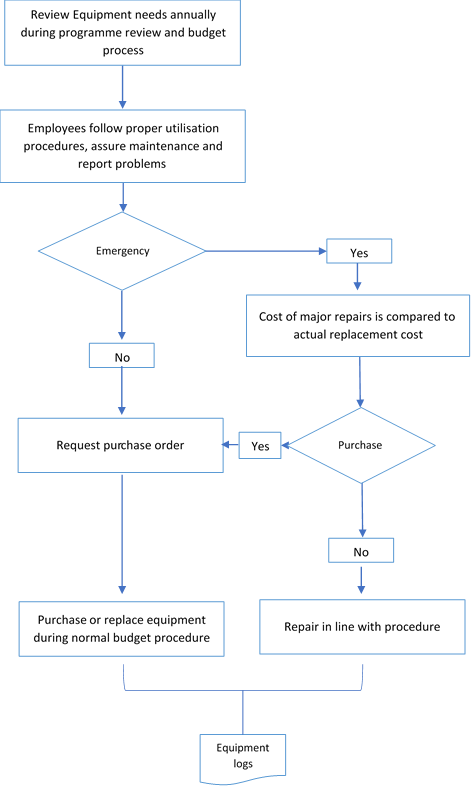 Review Equipment needs annually
during programme review and budget
process
Employees follow proper utilisation
procedures, assure maintenance and
report problems
Emergency
Yes
Cost of major repairs is compared to
actual replacement cost
No
Request purchase order
Yes
Purchase
No
Purchase or replace equipment
during normal budget procedure
Repair in line with procedure
Equipment
logs